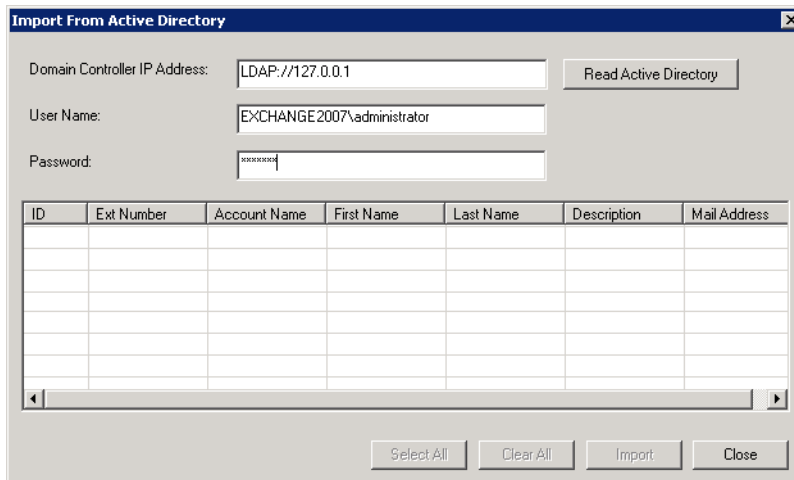 Import From Active Directory
Domain Controller IP Address: LDAP://127.0.0.1 Read Active Directory
User Name: EXCHANGE2007\administrator
Password: *******
ID Ext Number Account Name First Name Last Name Description Mail Address
Select All Clear All Import Close